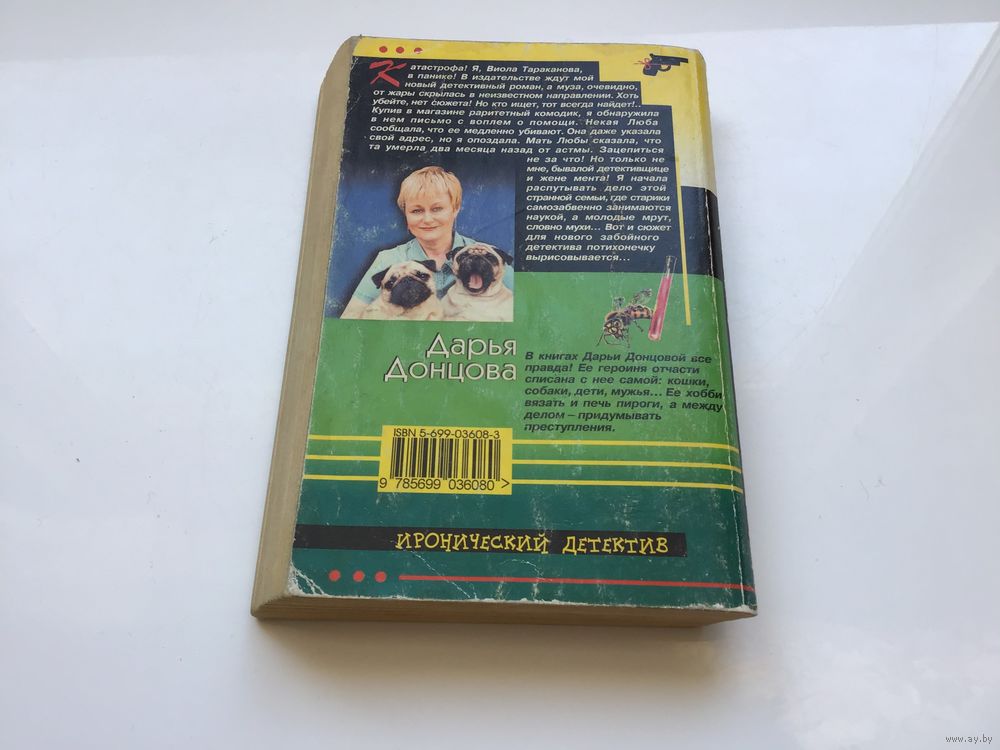 Катастрофа! Я, Виола Тараканова,
в панике! В издательстве ждут мой
новый детективный роман, а муза, очевидно,
от жары скрылась в неизвестном направлении. Хоть
убейте, нет сюжета! Но кто ищет, тот всегда найдет!..
Купив в магазине раритетный комодик, я обнаружила
в нем письмо с воплем о помощи. Некая Люба
сообщала, что ее медленно убивают. Она даже указала
свой адрес, но я опоздала. Мать Любы сказала, что
та умерла два месяца назад от астмы. Зацепиться
не за что! Но только не
мне, бывалой детективщице
и жене мента! Я начала
распутывать дело этой
странной семьи, где старики
самозабвенно занимаются
наукой, а молодые мрут,
словно мухи... Вот и сюжет
для нового забойного
детектива потихонечку
вырисовывается...
Дарья
Донцова
В книгах Дарьи Донцовой все
правда! Ее героиня отчасти
списана с нее самой: кошки,
собаки, дети, мужья... Ее хобби
вязать и печь пироги, а между
делом – придумывать
преступления.
ISBN 5-699-03608-3
9 785699 036080 >
ИРОНИЧЕСКИЙ ДЕТЕКТИВ
www.ay.by